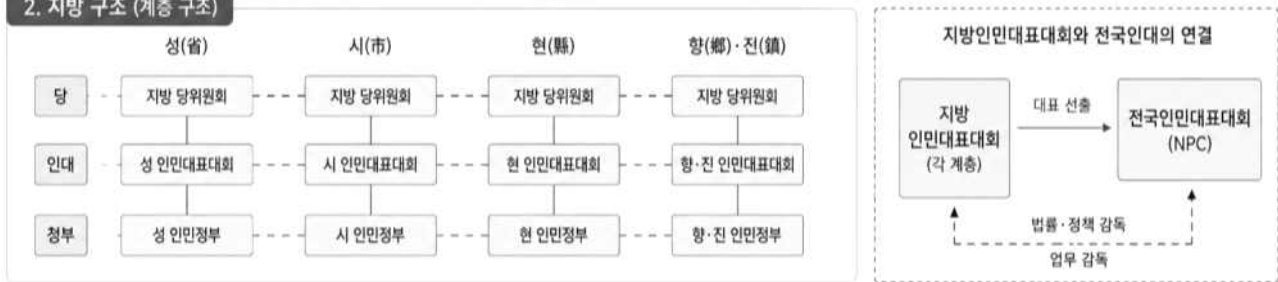 2. 지방 구조 (계층 구조)
성(省) 시(市) 현(縣) 향(鄕)·진(鎮)
당 지방 당위원회 지방 당위원회 지방 당위원회 지방 당위원회
인대 성 인민대표대회 시 인민대표대회 현 인민대표대회 향·진 인민대표대회
청부 성 인민정부 시 인민정부 현 인민정부 향·진 인민정부
지방인민대표대회와 전국인대의 연결
지방
인민대표대회
(각 계층)
대표 선출
전국인민대표대회
(NPC)
법률·정책 감독
업무 감독